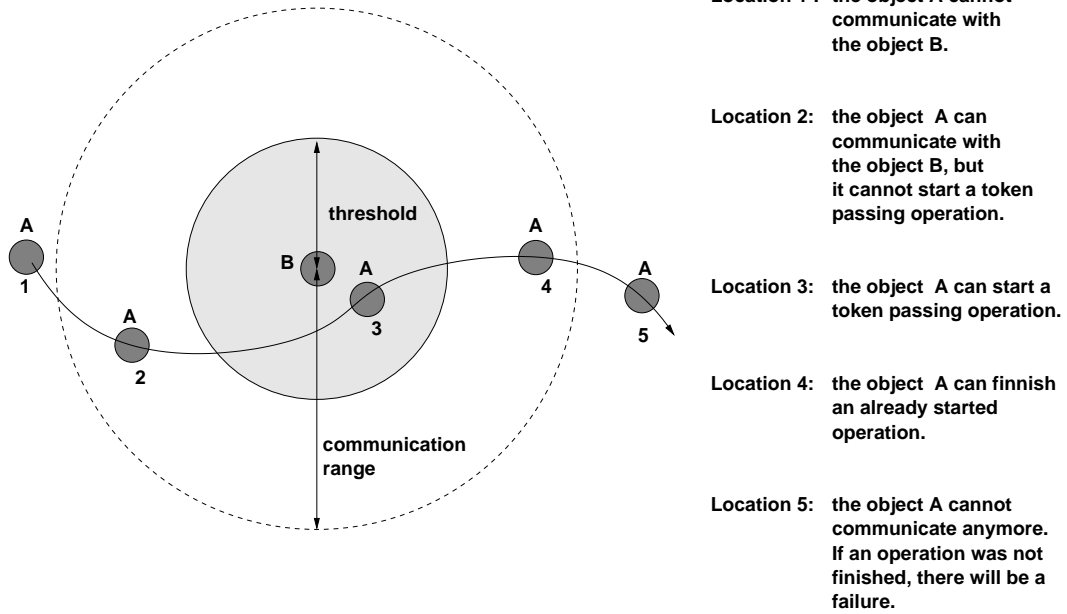 communicate with
the object B.
Location 2: the object A can
communicate with
the object B, but
it cannot start a token
passing operation.
Location 3: the object A can start a
token passing operation.
Location 4: the object A can finnish
an already started
operation.
Location 5: the object A cannot
communicate anymore.
If an operation was not
finished, there will be a
failure.
threshold
communication
range
B
A
1
A
2
A
3
A
4
A
5